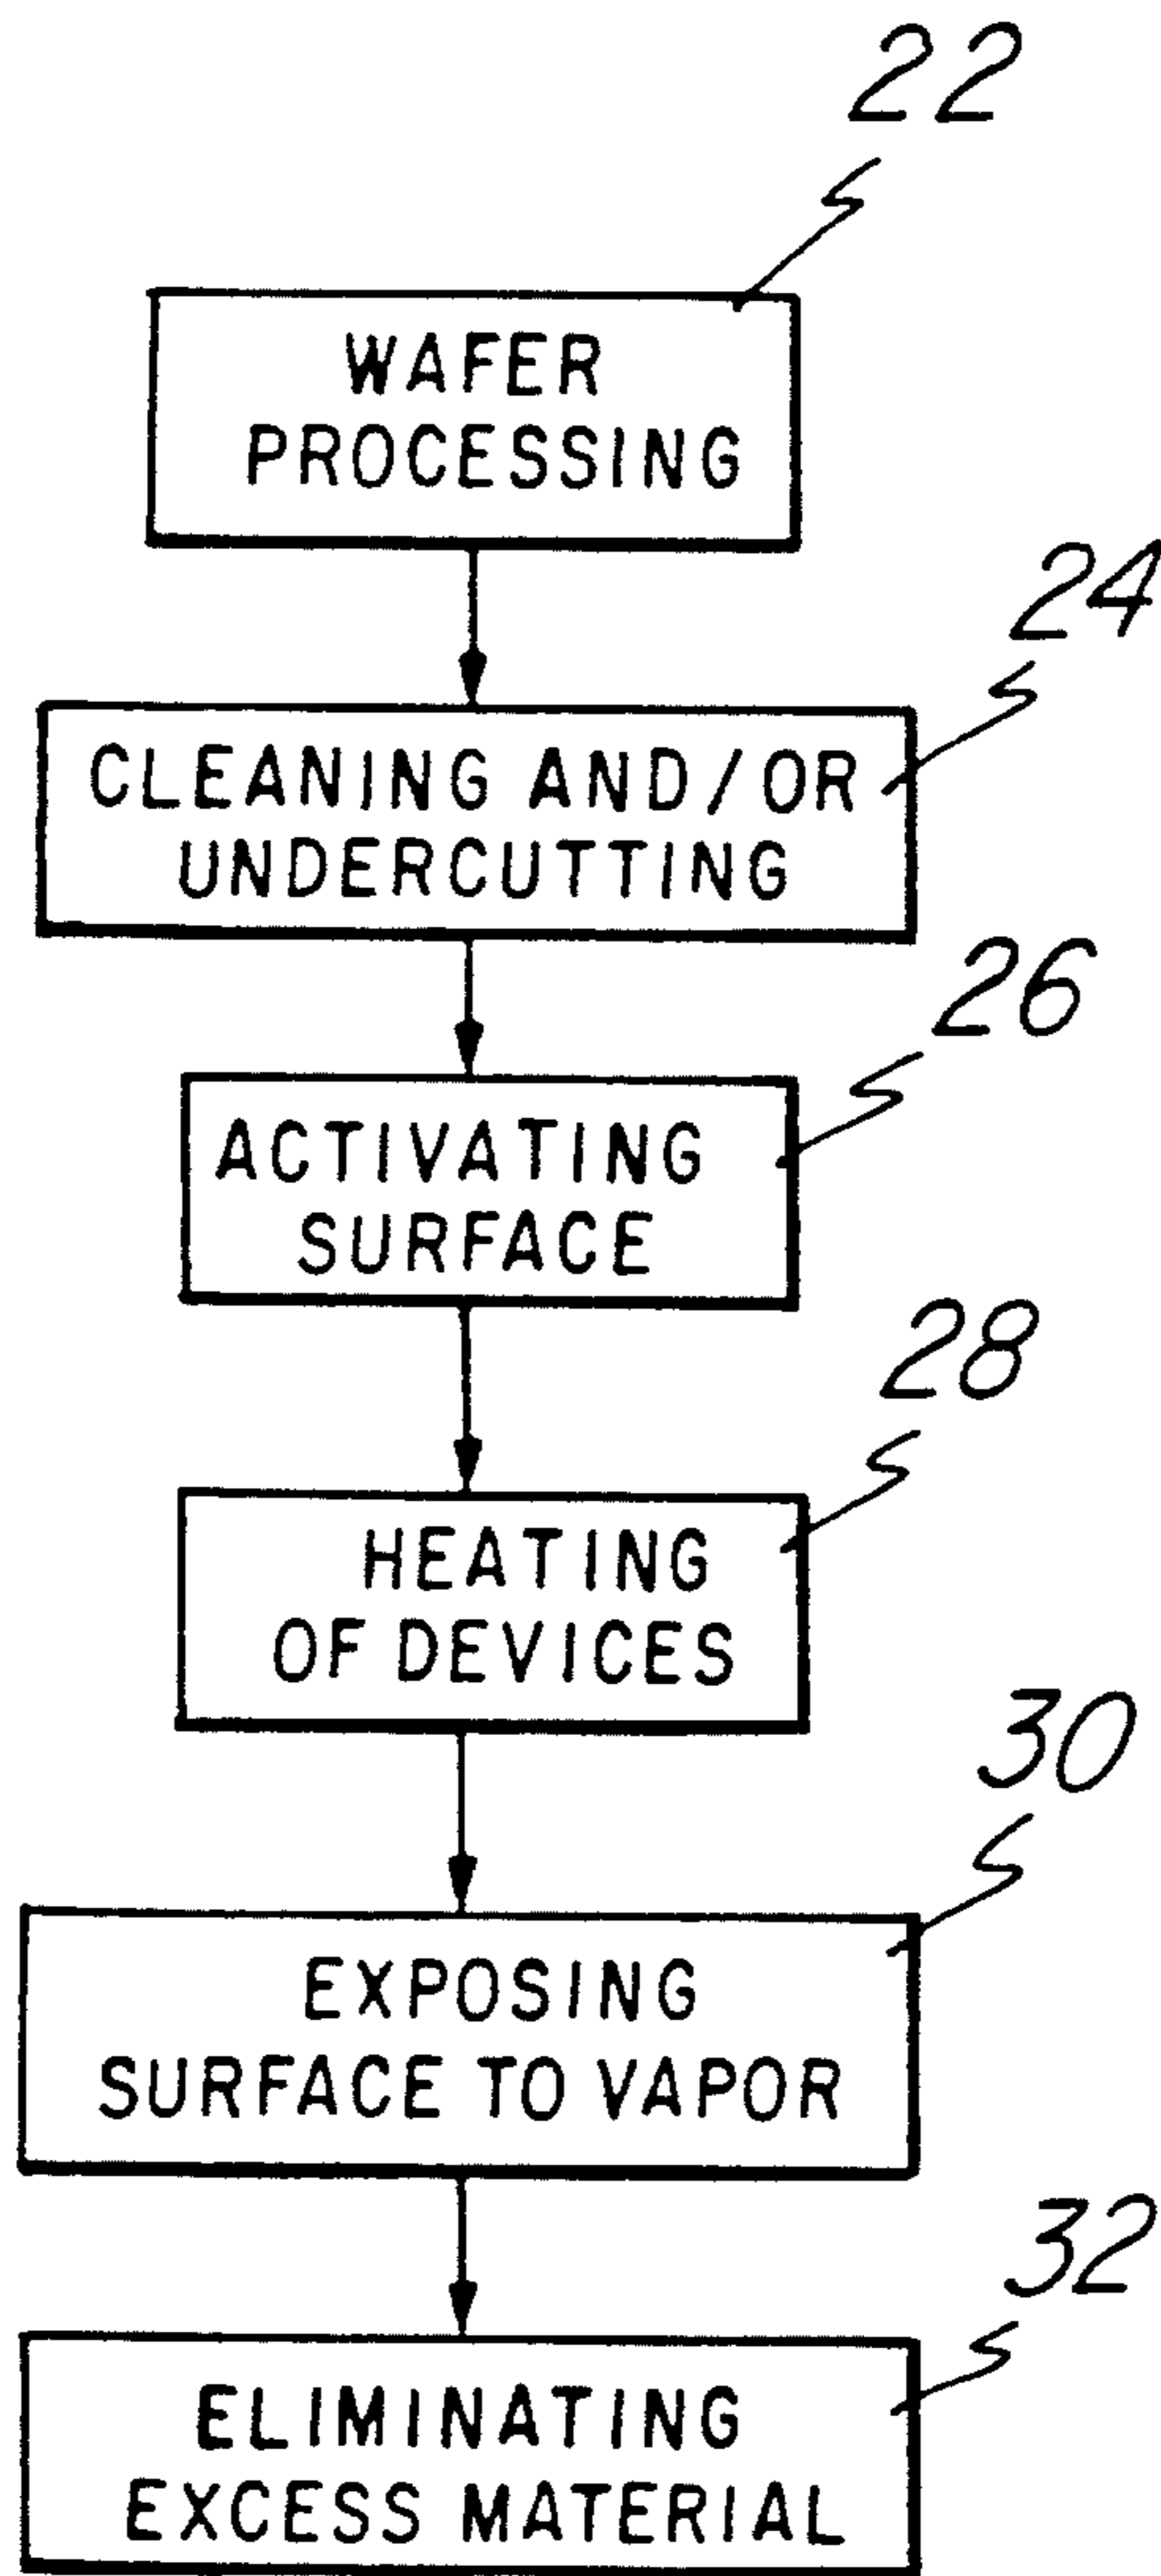 22
WAFER
PROCESSING
24
CLEANING AND/OR
UNDERCUTTING
26
ACTIVATING
SURFACE
28
HEATING
OF DEVICES
30
EXPOSING
SURFACE TO VAPOR
32
ELIMINATING
EXCESS MATERIAL